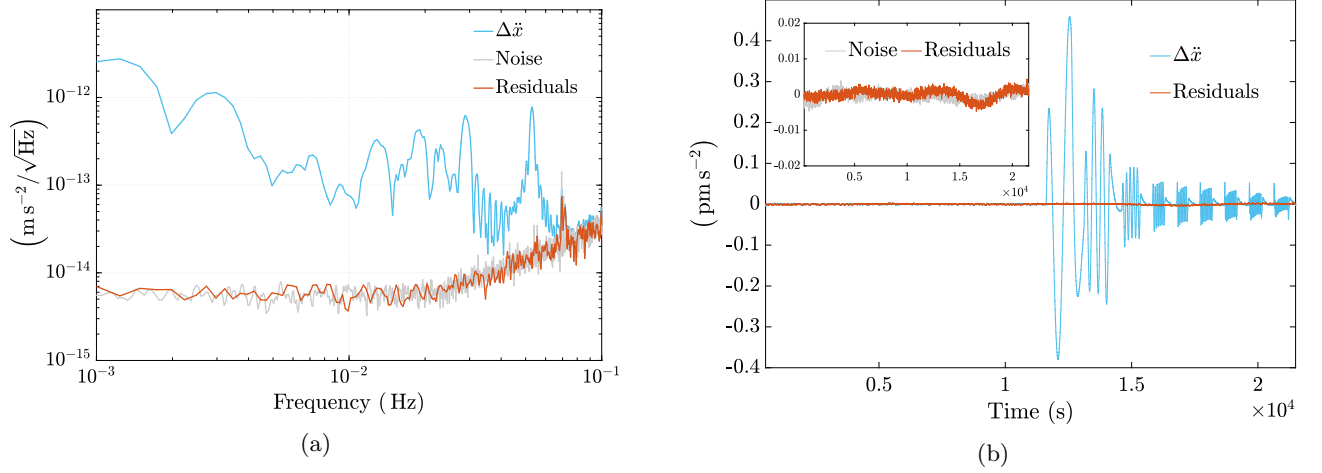 Δẍ
Noise
Residuals
10⁻¹²
10⁻¹³
10⁻¹⁴
10⁻¹⁵
(m s⁻²/√Hz)
10⁻³
10⁻²
10⁻¹
Frequency ( Hz)
(a)
0.4
0.3
0.2
0.1
0
-0.1
-0.2
-0.3
-0.4
( pm s⁻²)
0.02
0.01
0
-0.01
-0.02
Noise Residuals
0.5 1 1.5 2
×10⁴
Δẍ
Residuals
0.5 1 1.5 2
Time (s)
×10⁴
(b)